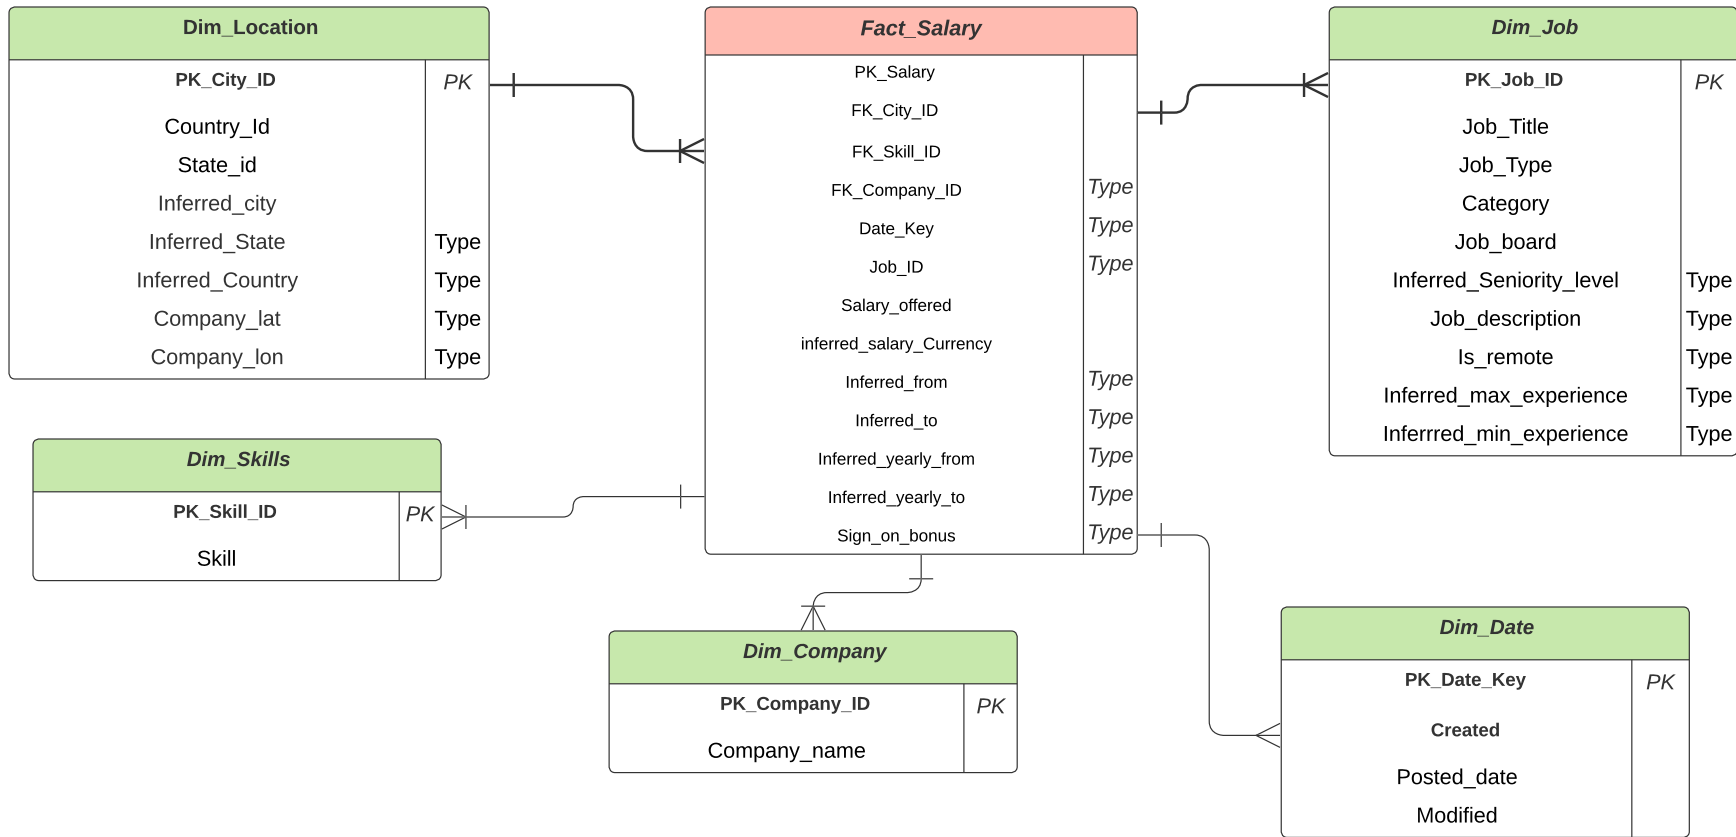 Dim_Location
PK_City_ID PK
Country_Id
State_id
Inferred_city
Inferred_State Type
Inferred_Country Type
Company_lat Type
Company_lon Type
Fact_Salary
PK_Salary
FK_City_ID
FK_Skill_ID
FK_Company_ID Type
Date_Key Type
Job_ID Type
Salary_offered
inferred_salary_Currency
Inferred_from Type
Inferred_to Type
Inferred_yearly_from Type
Inferred_yearly_to Type
Sign_on_bonus Type
Dim_Job
PK_Job_ID PK
Job_Title
Job_Type
Category
Job_board
Inferred_Seniority_level Type
Job_description Type
Is_remote Type
Inferred_max_experience Type
Inferrred_min_experience Type
Dim_Skills
PK_Skill_ID PK
Skill
Dim_Company
PK_Company_ID PK
Company_name
Dim_Date
PK_Date_Key PK
Created
Posted_date
Modified